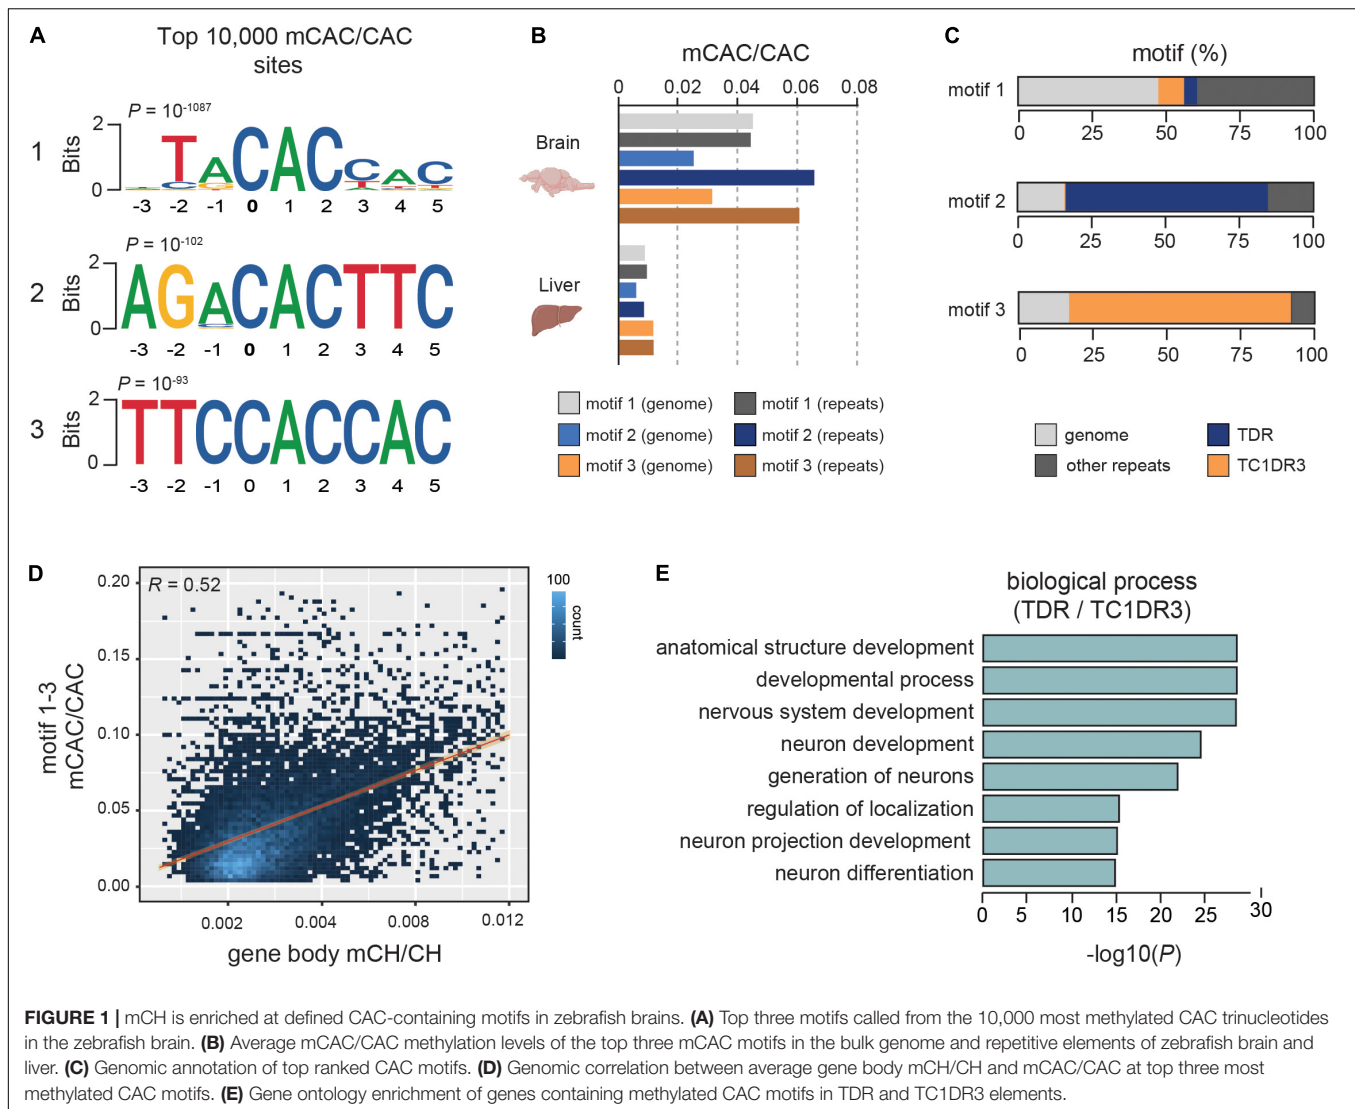 A
Top 10,000 mCAC/CAC
sites
P = 10-1087
1
Bits
2
0
TACACCAC
-3 -2 -1 0 1 2 3 4 5
P = 10-102
2
Bits
2
0
AGACACTTC
-3 -2 -1 0 1 2 3 4 5
P = 10-93
3
Bits
2
0
TTCCACCAC
-3 -2 -1 0 1 2 3 4 5
B
mCAC/CAC
0 0.02 0.04 0.06 0.08
Brain
Liver
motif 1 (genome) motif 1 (repeats)
motif 2 (genome) motif 2 (repeats)
motif 3 (genome) motif 3 (repeats)
C
motif (%)
motif 1
0 25 50 75 100
motif 2
0 25 50 75 100
motif 3
0 25 50 75 100
genome TDR
other repeats TC1DR3
D
R = 0.52
0.20
0.15
0.10
0.05
0.00
motif 1-3
mCAC/CAC
0.002 0.004 0.008 0.012
gene body mCH/CH
100
count
E
biological process
(TDR / TC1DR3)
anatomical structure development
developmental process
nervous system development
neuron development
generation of neurons
regulation of localization
neuron projection development
neuron differentiation
0 5 10 15 20 25 30
-log10(P)
FIGURE 1 | mCH is enriched at defined CAC-containing motifs in zebrafish brains. (A) Top three motifs called from the 10,000 most methylated CAC trinucleotides
in the zebrafish brain. (B) Average mCAC/CAC methylation levels of the top three mCAC motifs in the bulk genome and repetitive elements of zebrafish brain and
liver. (C) Genomic annotation of top ranked CAC motifs. (D) Genomic correlation between average gene body mCH/CH and mCAC/CAC at top three most
methylated CAC motifs. (E) Gene ontology enrichment of genes containing methylated CAC motifs in TDR and TC1DR3 elements.